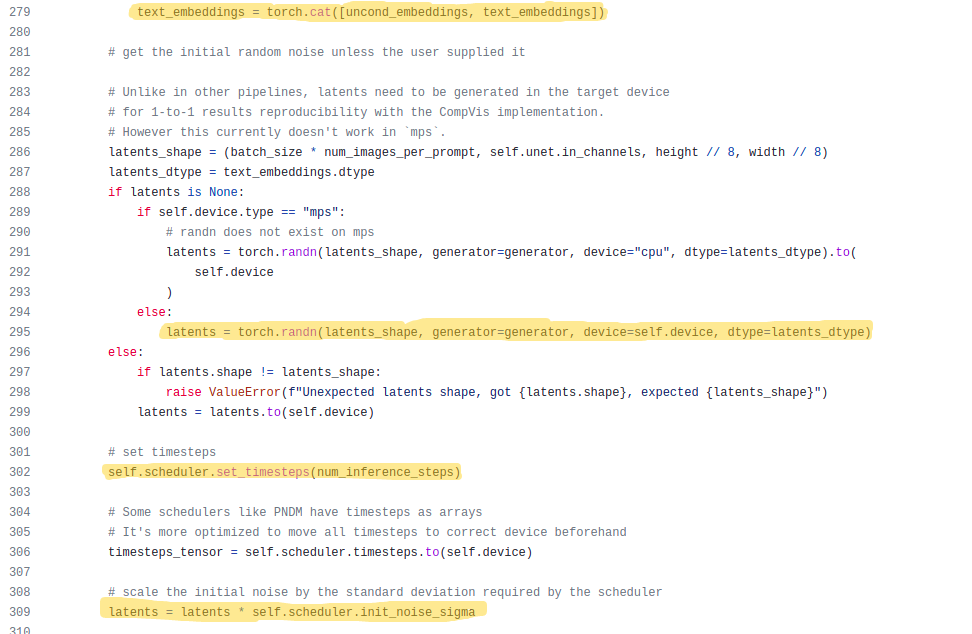 279 text_embeddings = torch.cat([uncond_embeddings, text_embeddings])
280
281 # get the initial random noise unless the user supplied it
282
283 # Unlike in other pipelines, latents need to be generated in the target device
284 # for 1-to-1 results reproducibility with the CompVis implementation.
285 # However this currently doesn't work in `mps`.
286 latents_shape = (batch_size * num_images_per_prompt, self.unet.in_channels, height // 8, width // 8)
287 latents_dtype = text_embeddings.dtype
288 if latents is None:
289 if self.device.type == "mps":
290 # randn does not exist on mps
291 latents = torch.randn(latents_shape, generator=generator, device="cpu", dtype=latents_dtype).to(
292 self.device
293 )
294 else:
295 latents = torch.randn(latents_shape, generator=generator, device=self.device, dtype=latents_dtype)
296 else:
297 if latents.shape != latents_shape:
298 raise ValueError(f"Unexpected latents shape, got {latents.shape}, expected {latents_shape}")
299 latents = latents.to(self.device)
300
301 # set timesteps
302 self.scheduler.set_timesteps(num_inference_steps)
303
304 # Some schedulers like PNDM have timesteps as arrays
305 # It's more optimized to move all timesteps to correct device beforehand
306 timesteps_tensor = self.scheduler.timesteps.to(self.device)
307
308 # scale the initial noise by the standard deviation required by the scheduler
309 latents = latents * self.scheduler.init_noise_sigma
310